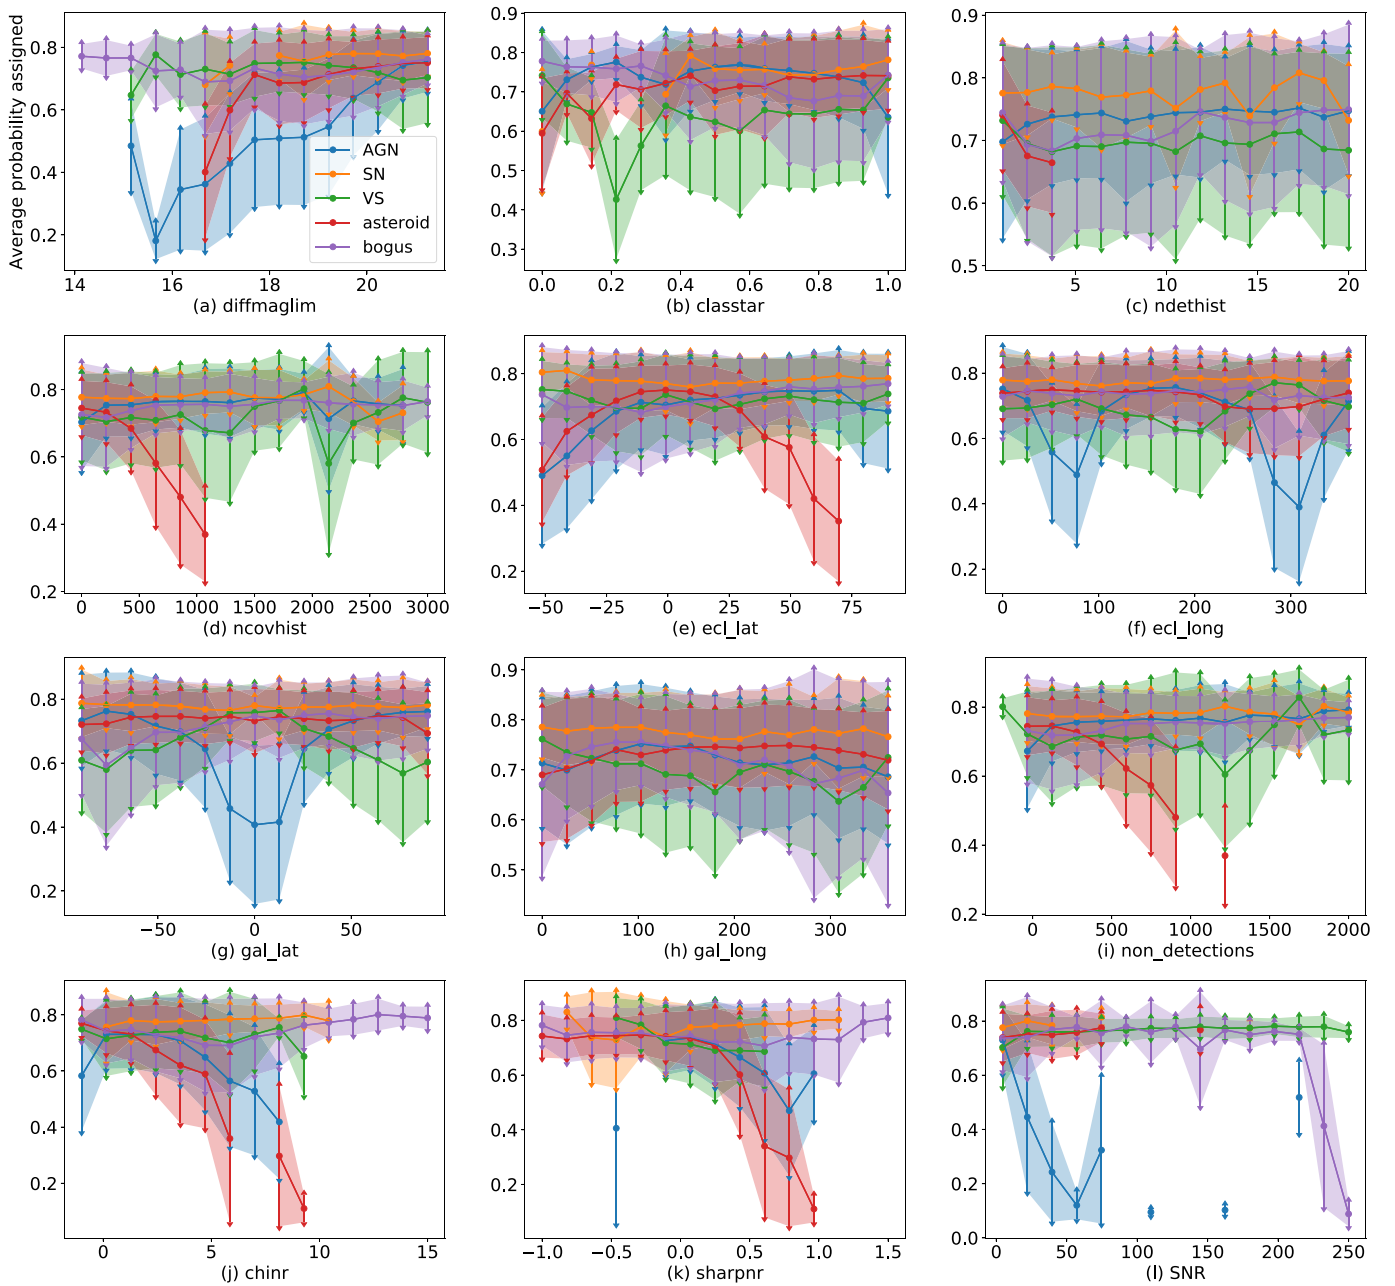 Average probability assigned
0.8
0.6
0.4
0.2
14 16 18 20
(a) diffmaglim
AGN
SN
VS
asteroid
bogus
0.9
0.8
0.7
0.6
0.5
0.4
0.3
0.0 0.2 0.4 0.6 0.8 1.0
(b) classtar
0.9
0.8
0.7
0.6
0.5
5 10 15 20
(c) ndethist
0.8
0.6
0.4
0.2
0 500 1000 1500 2000 2500 3000
(d) ncovhist
0.8
0.6
0.4
0.2
−50 −25 0 25 50 75
(e) ecl_lat
0.8
0.6
0.4
0.2
0 100 200 300
(f) ecl_long
0.8
0.6
0.4
0.2
−50 0 50
(g) gal_lat
0.9
0.8
0.7
0.6
0.5
0 100 200 300
(h) gal_long
0.8
0.6
0.4
0.2
0 500 1000 1500 2000
(i) non_detections
0.8
0.6
0.4
0.2
0 5 10 15
(j) chinr
0.8
0.6
0.4
0.2
−1.0 −0.5 0.0 0.5 1.0 1.5
(k) sharpnr
0.8
0.6
0.4
0.2
0.0
0 50 100 150 200 250
(l) SNR